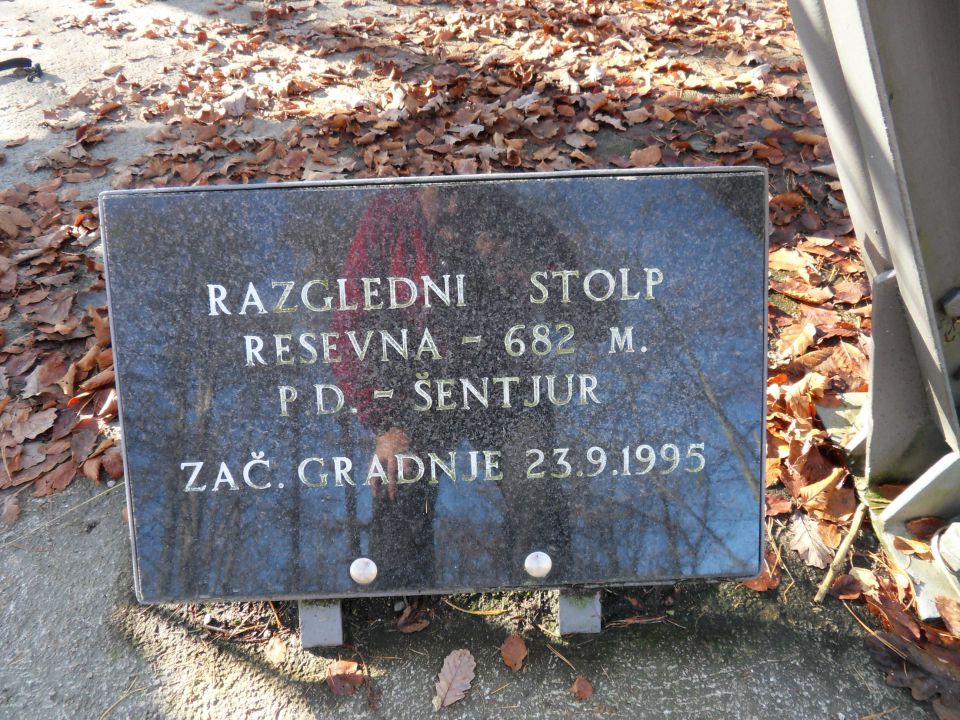 RAZGLEDNI STOLP
RESEVNA - 682 M.
P D. - ŠENTJUR
ZAČ. GRADNJE 23.9.1995